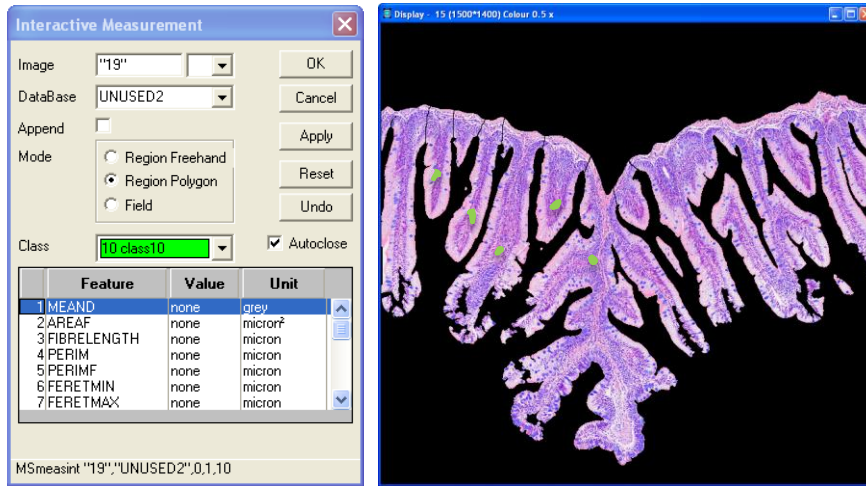 Interactive Measurement
Image "19" OK
DataBase UNUSED2 Cancel
Append Apply
Mode Region Freehand
Region Polygon Reset
Field Undo
Class 10 class10 Autoclose
Feature Value Unit
1 MEAND none grey
2 AREAF none micron²
3 FIBRELENGTH none micron
4 PERIM none micron
5 PERIMF none micron
6 FERETMIN none micron
7 FERETMAX none micron
MSmeasint "19","UNUSED2",0,1,10
Display - 15 (1500*1400) Colour 0.5 x